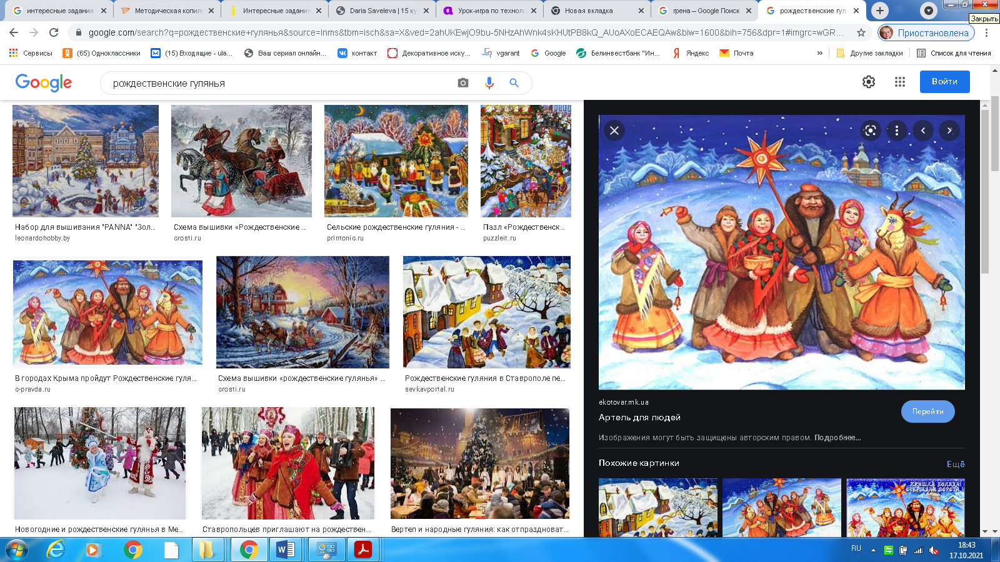 интересные задания
Методическая копил
Интересные задани
Daria Saveleva | 15 ку
Урок-игра по техноло
Новая вкладка
грена – Google Поиск
рождественские гул
Закрыть
google.com/search?q=рождественские+гулянья&source=lnms&tbm=isch&sa=X&ved=2ahUKEwjO9bu-5NHzAhWnk4sKHUtPB8kQ_AUoAXoECAEQAw&biw=1600&bih=756&dpr=1#imgrc=wGR...
Приостановлена
Сервисы
(65) Одноклассники
(15) Входящие - ula...
Ваш сериал онлайн...
контакт
Декоративное иску...
vgarant
Google
Белинвестбанк "Ин...
Яндекс
Почта
»
Другие закладки
Список для чтения
Google
рождественские гулянья
Войти
Набор для вышивания "PANNA" "Зол...
leonardohobby.by
Схема вышивки «Рождественские ...
crosti.ru
Сельские рождественские гуляния - ...
printonic.ru
Пазл «Рождественск...
puzzleit.ru
В городах Крыма пройдут Рождественские гуля...
c-pravda.ru
Схема вышивки «рождественские гулянья» ...
crosti.ru
Рождественские гуляния в Ставрополе пе...
sevkavportal.ru
Новогодние и рождественские гулянья в Ме...
Ставропольцев приглашают на рождествен...
Вертеп и народные гуляния: как отпразднoват...
ekotovar.mk.ua
Артель для людей
Перейти
Изображения могут быть защищены авторским правом. Подробнее...
Похожие картинки
Ещё
ПРИШЛА КОЛЯДА!
ОТКРЫВАЙ ВОРОТА!
RU
18:43
17.10.2021